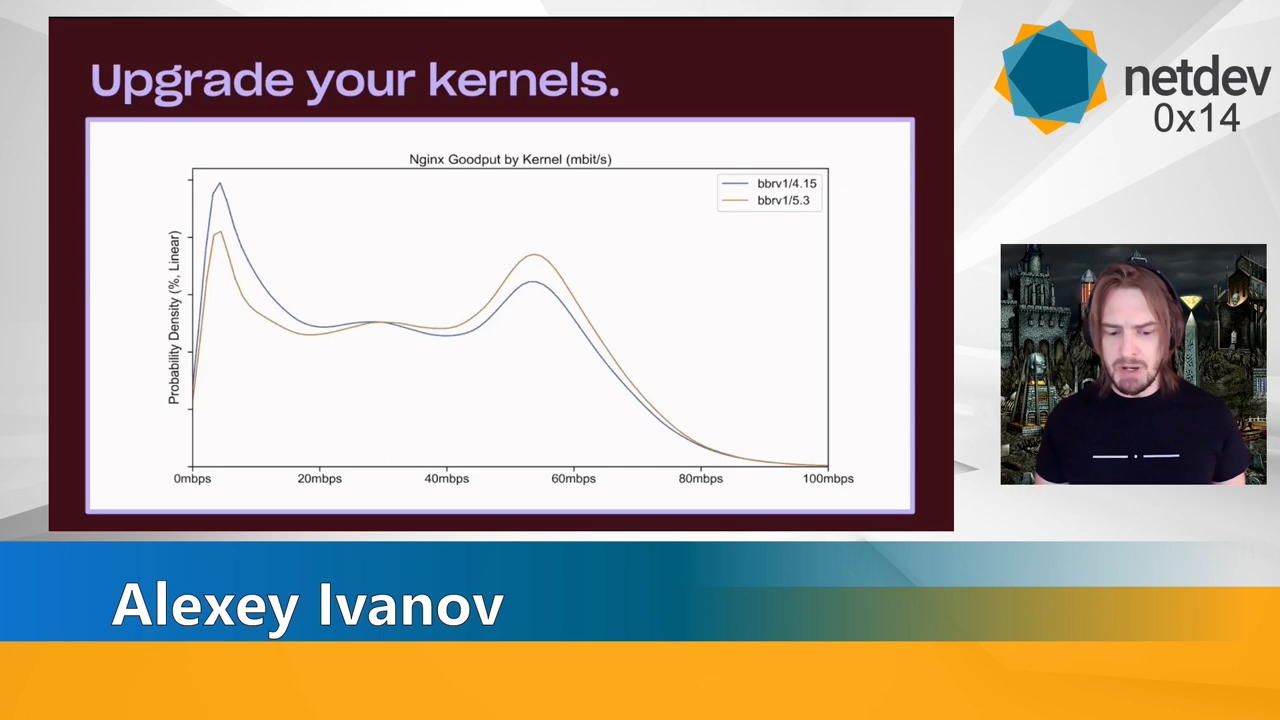 Upgrade your kernels.
netdev
0x14
Nginx Goodput by Kernel (mbit/s)
bbrv1/4.15
bbrv1/5.3
Probability Density (%, Linear)
0mbps 20mbps 40mbps 60mbps 80mbps 100mbps
Alexey Ivanov